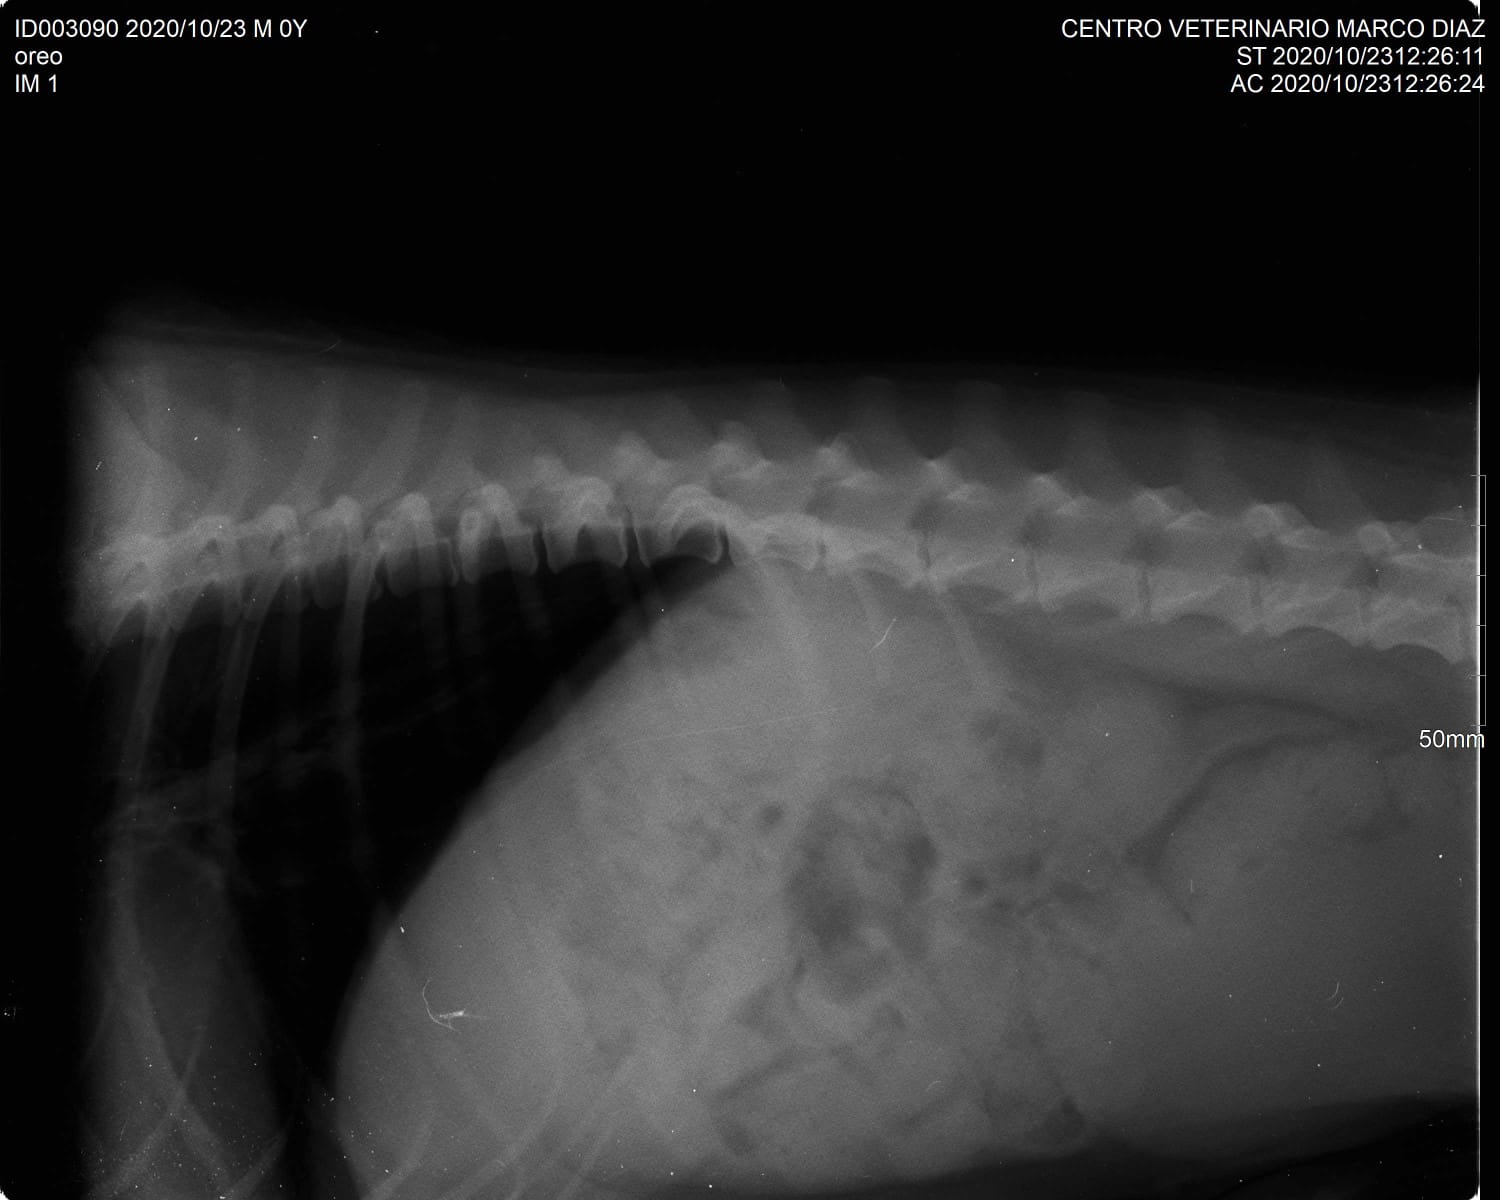 ID003090 2020/10/23 M 0Y
oreo
IM 1
CENTRO VETERINARIO MARCO DIAZ
ST 2020/10/2312:26:11
AC 2020/10/2312:26:24
50mm